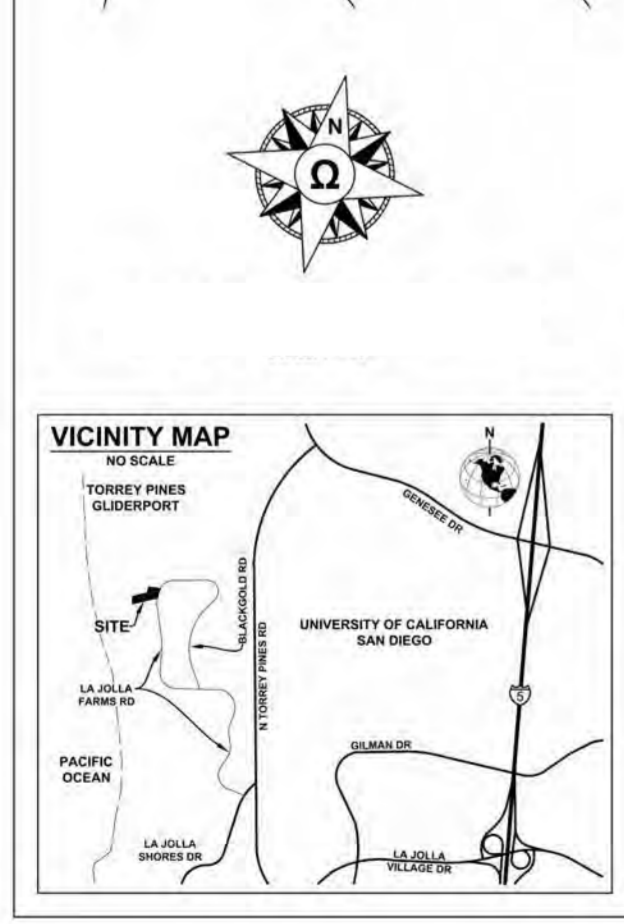 N
Ω
VICINITY MAP
NO SCALE
N
TORREY PINES
GLIDERPORT
GENESEE DR
BLACKGOLD RD
SITE
N TORREY PINES RD
UNIVERSITY OF CALIFORNIA
SAN DIEGO
LA JOLLA
FARMS RD
5
GILMAN DR
PACIFIC
OCEAN
LA JOLLA
SHORES DR
LA JOLLA
VILLAGE DR